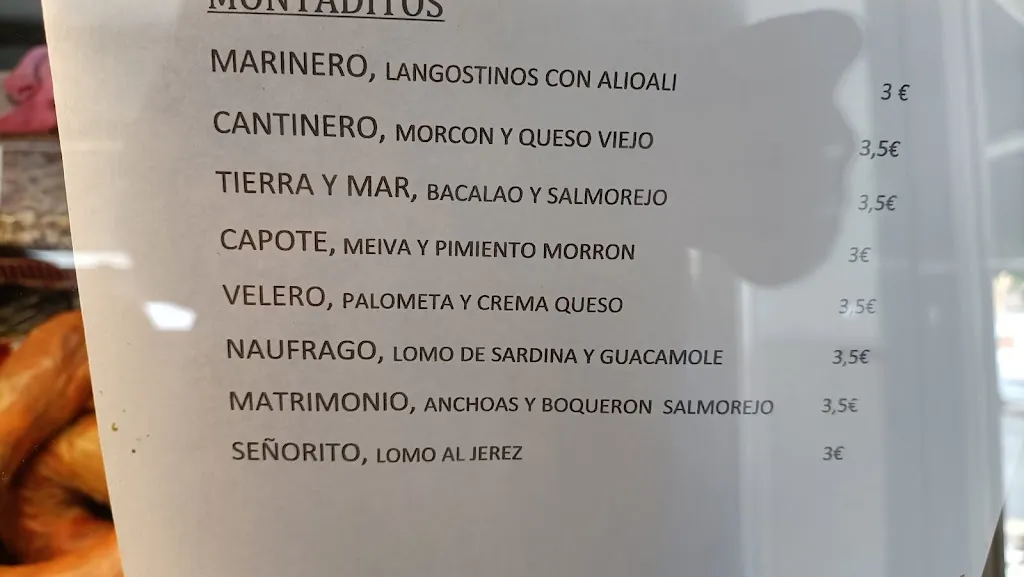 MONTADITOS
MARINERO, LANGOSTINOS CON ALIOALI 3 €
CANTINERO, MORCON Y QUESO VIEJO 3,5€
TIERRA Y MAR, BACALAO Y SALMOREJO 3,5€
CAPOTE, MEIVA Y PIMIENTO MORRON 3€
VELERO, PALOMETA Y CREMA QUESO 3,5€
NAUFRAGO, LOMO DE SARDINA Y GUACAMOLE 3,5€
MATRIMONIO, ANCHOAS Y BOQUERON SALMOREJO 3,5€
SEÑORITO, LOMO AL JEREZ 3€